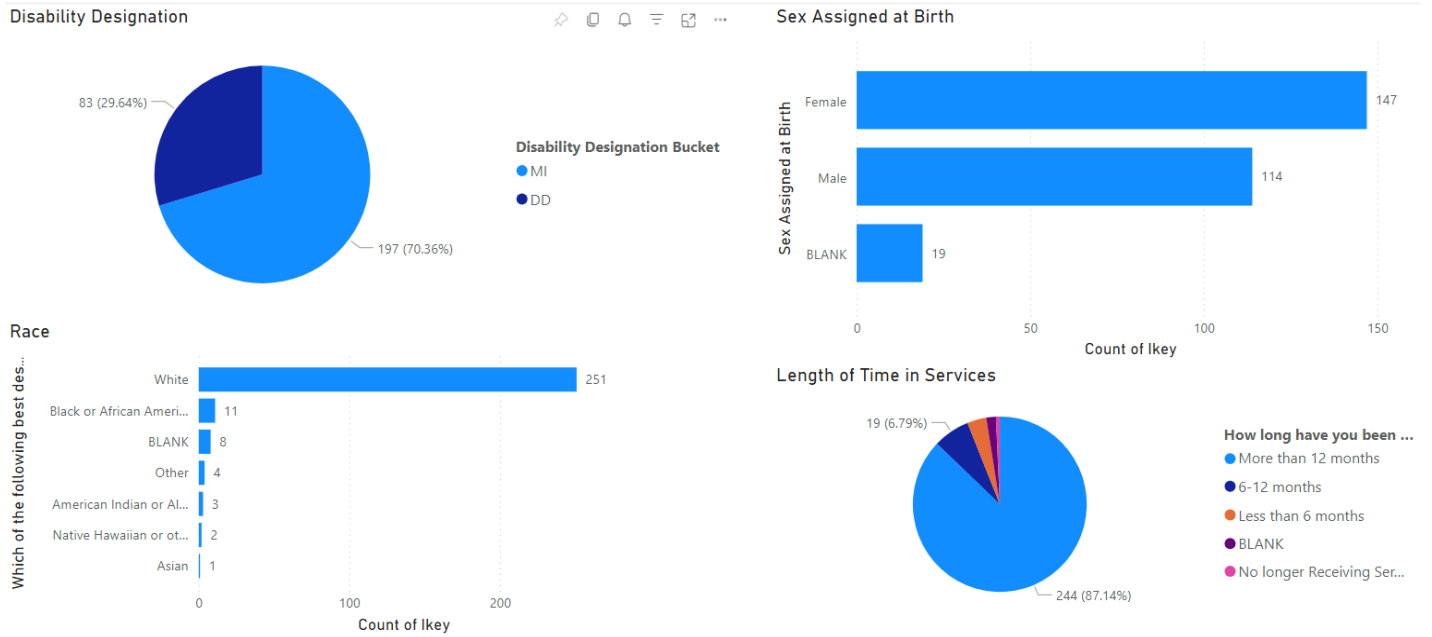 Disability Designation
83 (29.64%)
197 (70.36%)
Disability Designation Bucket
MI
DD
Sex Assigned at Birth
Sex Assigned at Birth
Female
147
Male
114
BLANK
19
0
50
100
150
Count of Ikey
Race
Which of the following best des...
White
251
Black or African Ameri...
11
BLANK
8
Other
4
American Indian or Al...
3
Native Hawaiian or ot...
2
Asian
1
0
100
200
Count of Ikey
Length of Time in Services
19 (6.79%)
244 (87.14%)
How long have you been ...
More than 12 months
6-12 months
Less than 6 months
BLANK
No longer Receiving Ser...